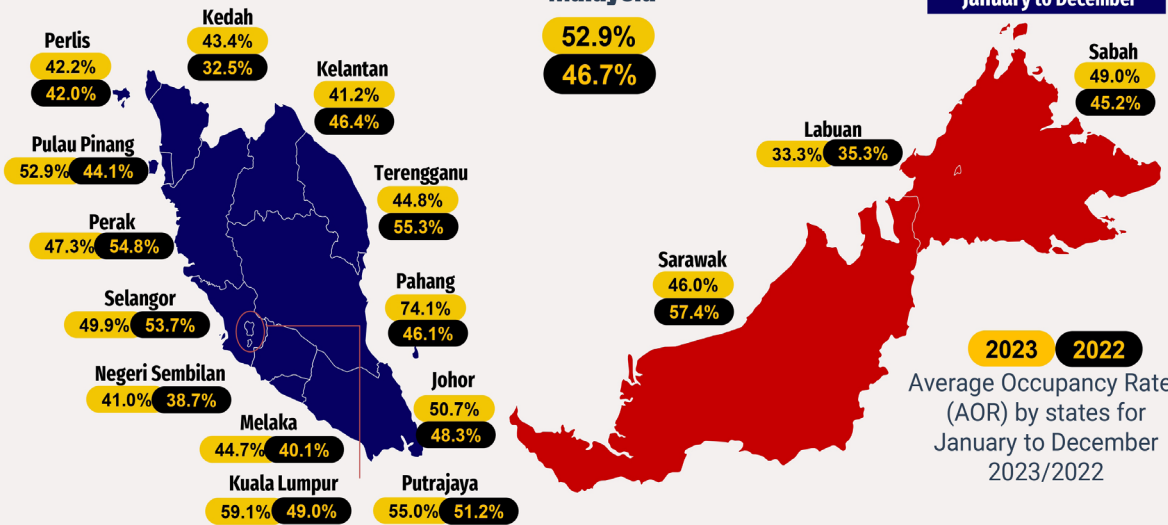 Malaysia
52.9%
46.7%
January to December
Perlis
42.2%
42.0%
Kedah
43.4%
32.5%
Kelantan
41.2%
46.4%
Pulau Pinang
52.9% 44.1%
Terengganu
44.8%
55.3%
Perak
47.3% 54.8%
Selangor
49.9% 53.7%
Pahang
74.1%
46.1%
Negeri Sembilan
41.0% 38.7%
Johor
50.7%
48.3%
Melaka
44.7% 40.1%
Kuala Lumpur
59.1% 49.0%
Putrajaya
55.0% 51.2%
Sabah
49.0%
45.2%
Labuan
33.3% 35.3%
Sarawak
46.0%
57.4%
2023 2022
Average Occupancy Rate
(AOR) by states for
January to December
2023/2022